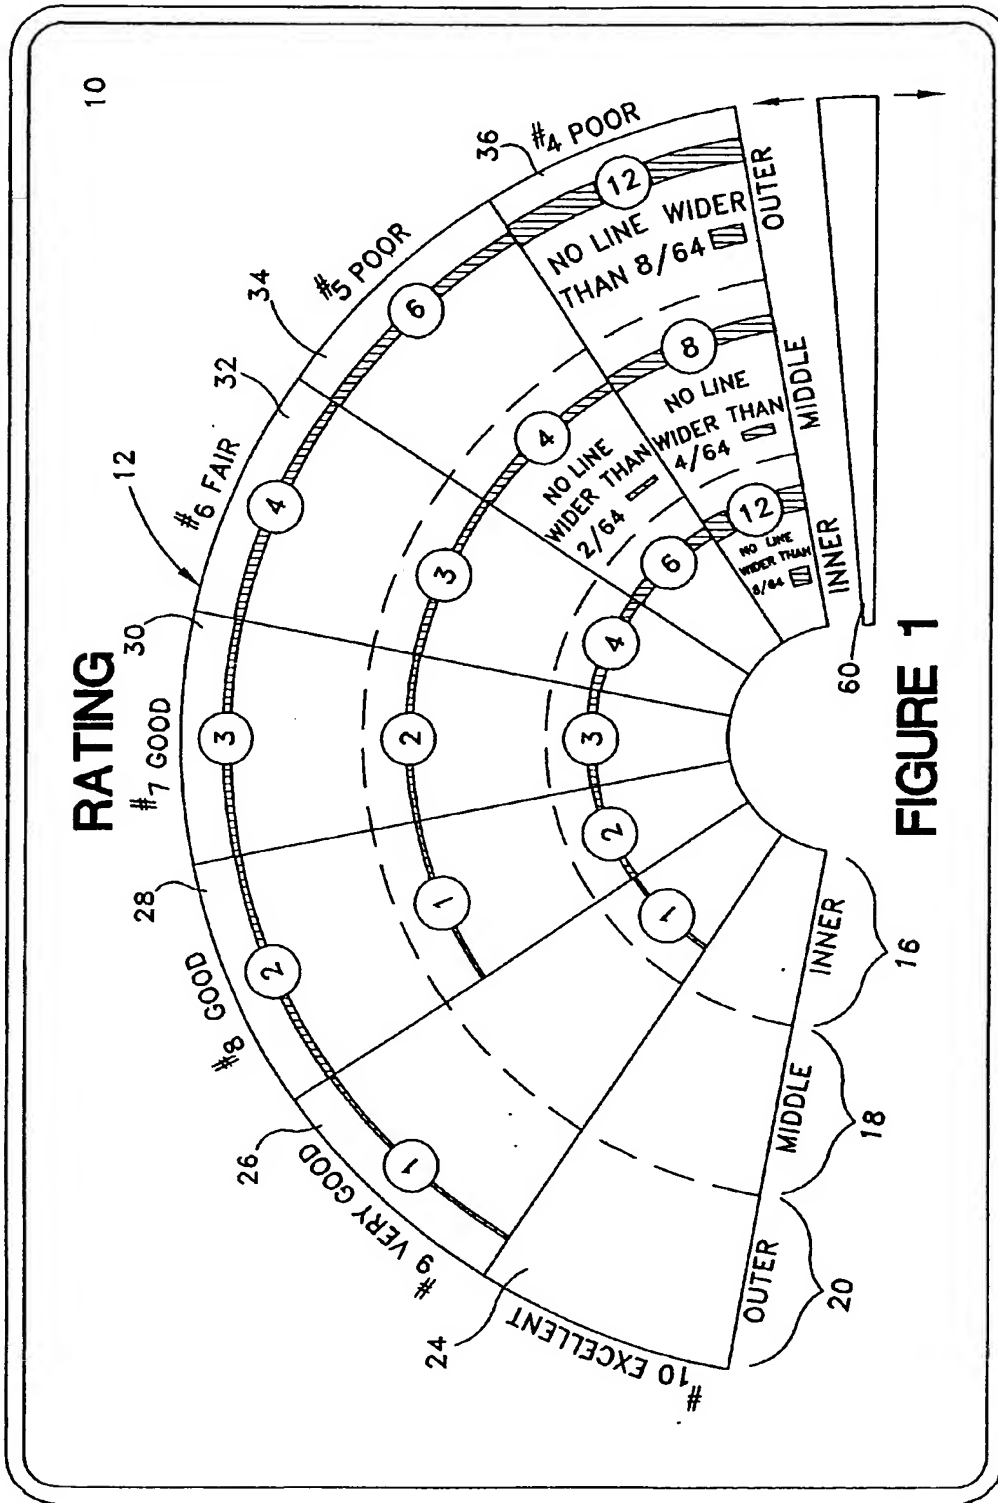 RATING
10
12
#10 EXCELLENT
#9 VERY GOOD
#8 GOOD
#7 GOOD
#6 FAIR
#5 POOR
#4 POOR
24
26
28
30
32
34
36
1
2
3
4
6
12
1
2
3
4
8
1
2
3
4
6
12
NO LINE WIDER
THAN 8/64
NO LINE
WIDER THAN
2/64
NO LINE
WIDER THAN
4/64
NO LINE
WIDER THAN
8/64
OUTER
MIDDLE
INNER
INNER
MIDDLE
OUTER
20
18
16
60
FIGURE 1